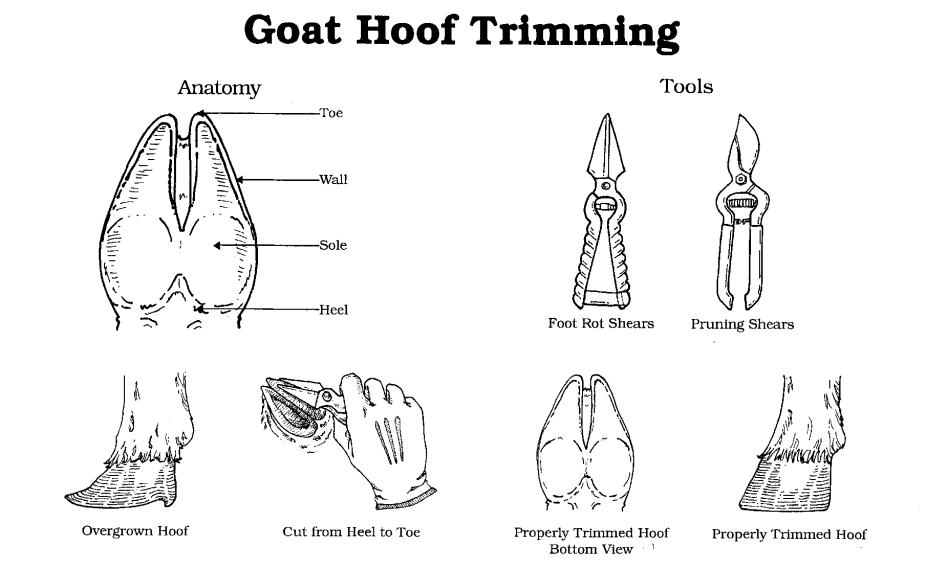 Goat Hoof Trimming
Anatomy
Toe
Wall
Sole
Heel
Tools
Foot Rot Shears
Pruning Shears
Overgrown Hoof
Cut from Heel to Toe
Properly Trimmed Hoof
Bottom View
Properly Trimmed Hoof